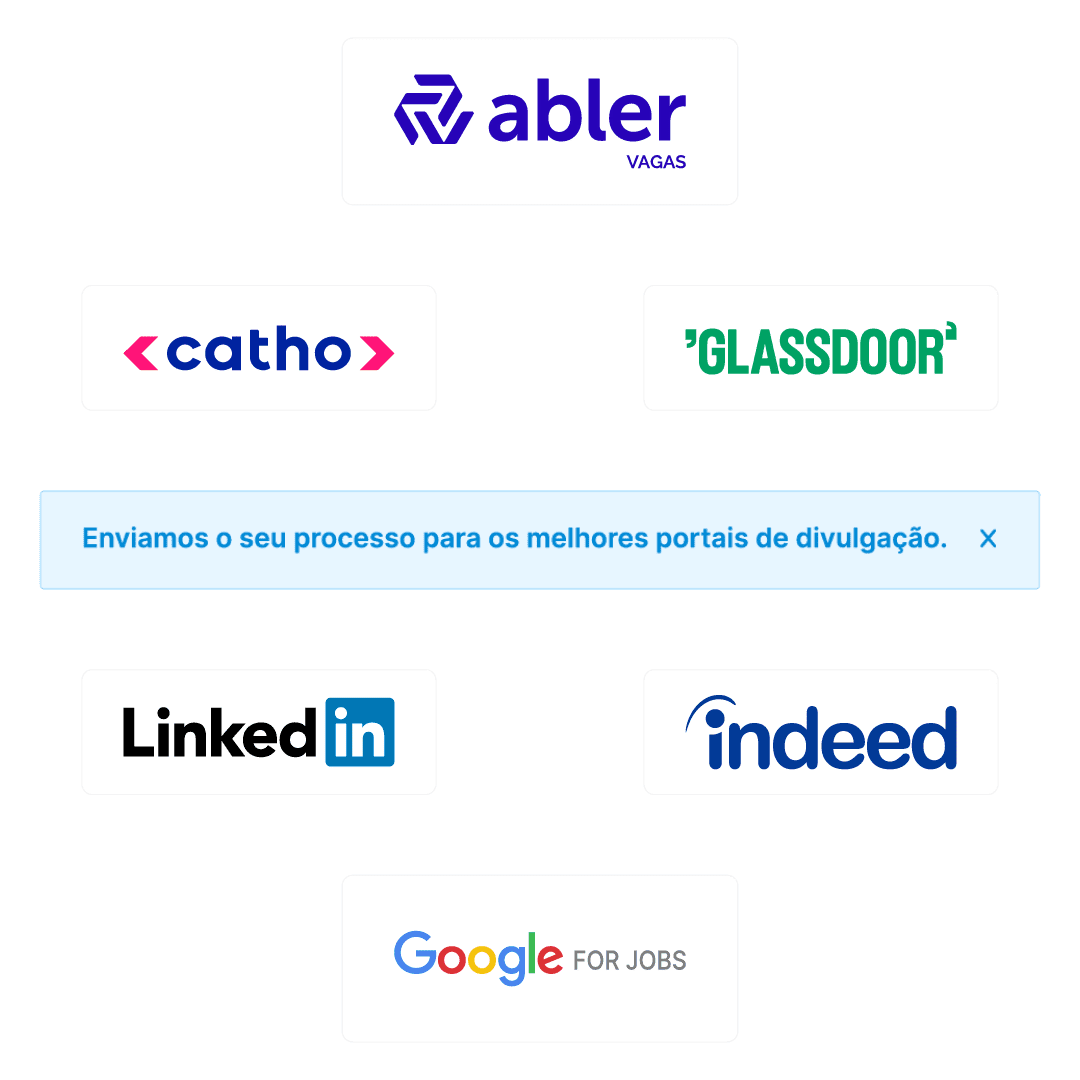 abler
VAGAS
catho
GLASSDOOR
Enviamos o seu processo para os melhores portais de divulgação.
Linked in
indeed
Google FOR JOBS